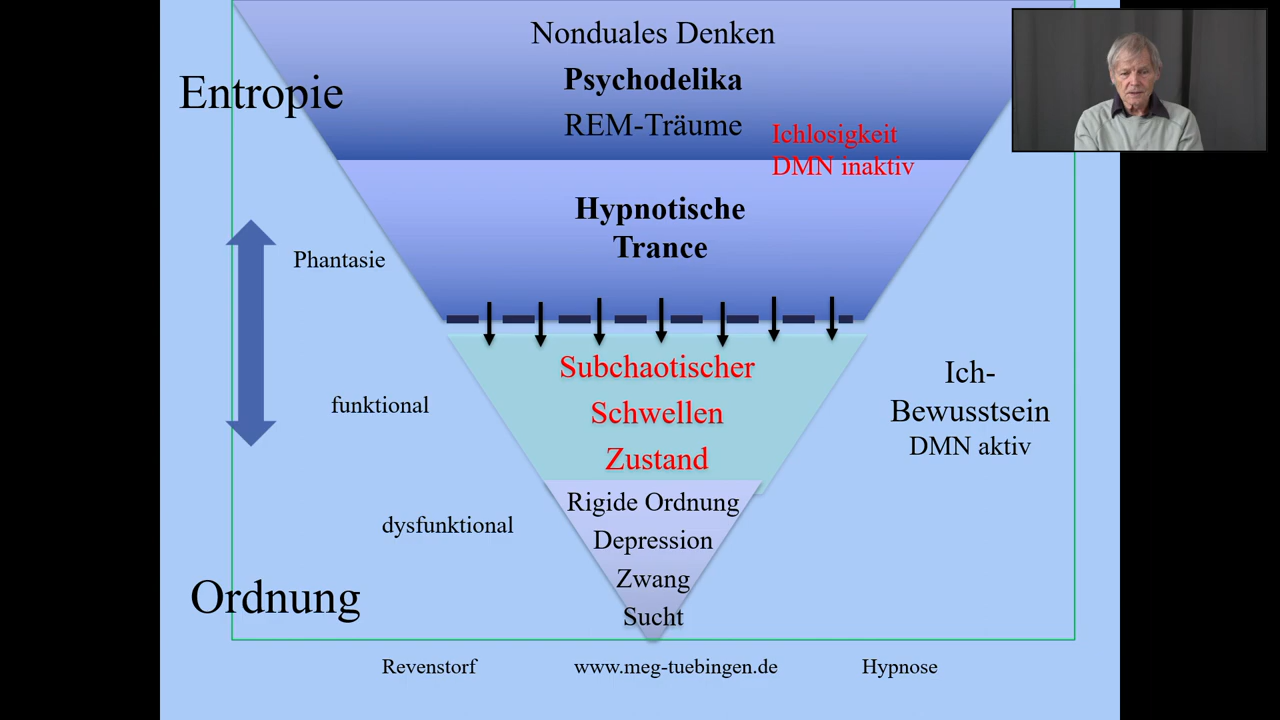 Nonduales Denken
Psychodelika
REM-Träume
Entropie
Ichlosigkeit
DMN inaktiv
Hypnotische
Trance
Phantasie
Subchaotischer
Schwellen
Zustand
funktional
Ich-
Bewusstsein
DMN aktiv
Rigide Ordnung
Depression
Zwang
Sucht
dysfunktional
Ordnung
Revenstorf
www.meg-tuebingen.de
Hypnose